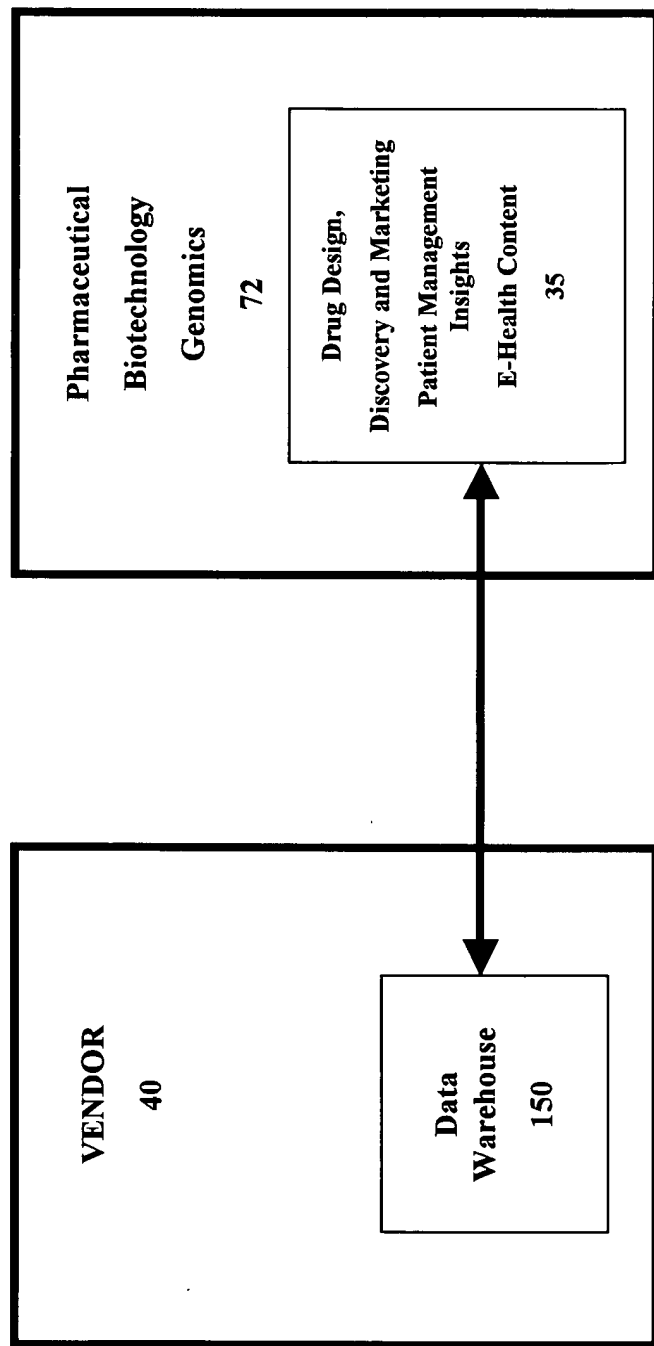 VENDOR
40
Data
Warehouse
150
Pharmaceutical
Biotechnology
Genomics
72
Drug Design,
Discovery and Marketing
Patient Management
Insights
E-Health Content
35